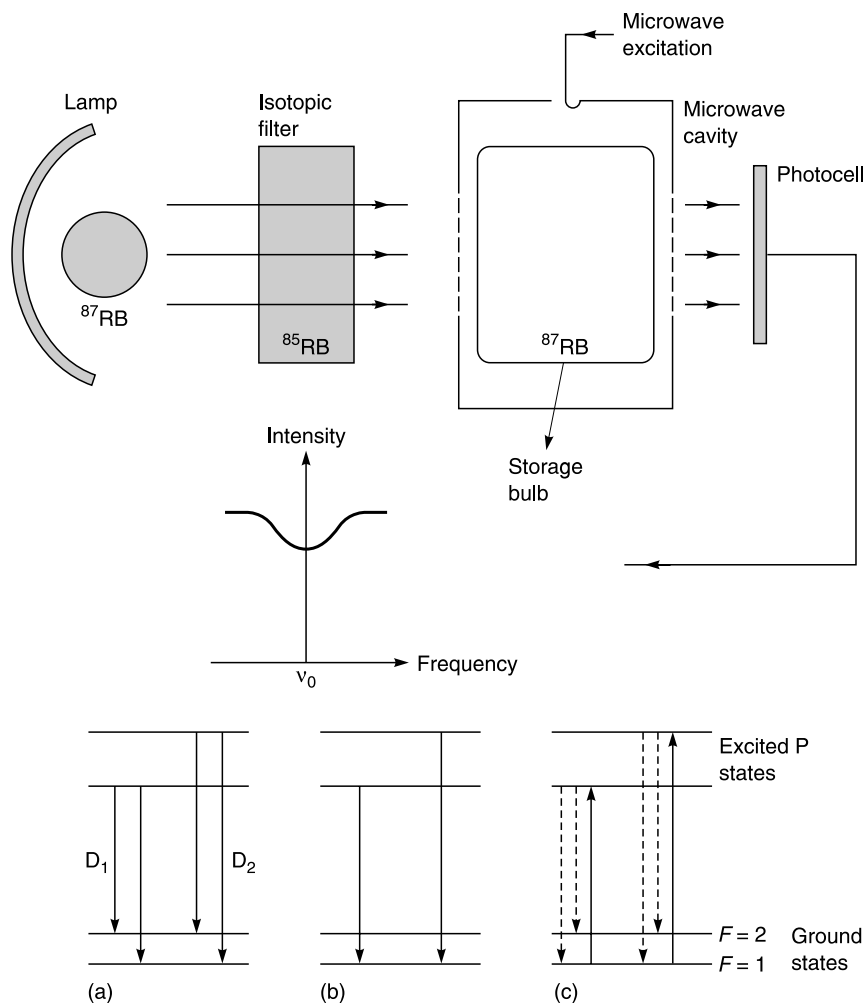 Microwave
excitation
Lamp
Isotopic
filter
Microwave
cavity
Photocell
⁸⁷RB
⁸⁵RB
⁸⁷RB
Storage
bulb
Intensity
Frequency
ν₀
Excited P
states
D₁
D₂
F = 2
F = 1
Ground
states
(a)
(b)
(c)